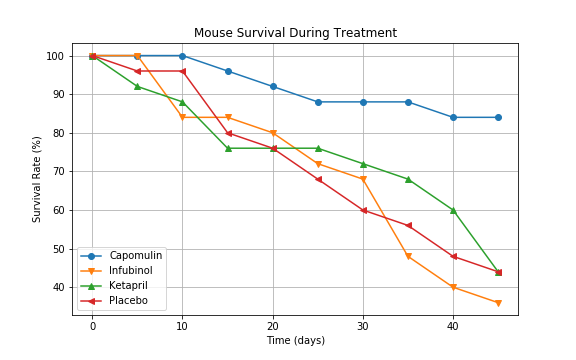 Mouse Survival During Treatment
100
90
80
70
60
50
40
Survival Rate (%)
Capomulin
Infubinol
Ketapril
Placebo
0
10
20
30
40
Time (days)